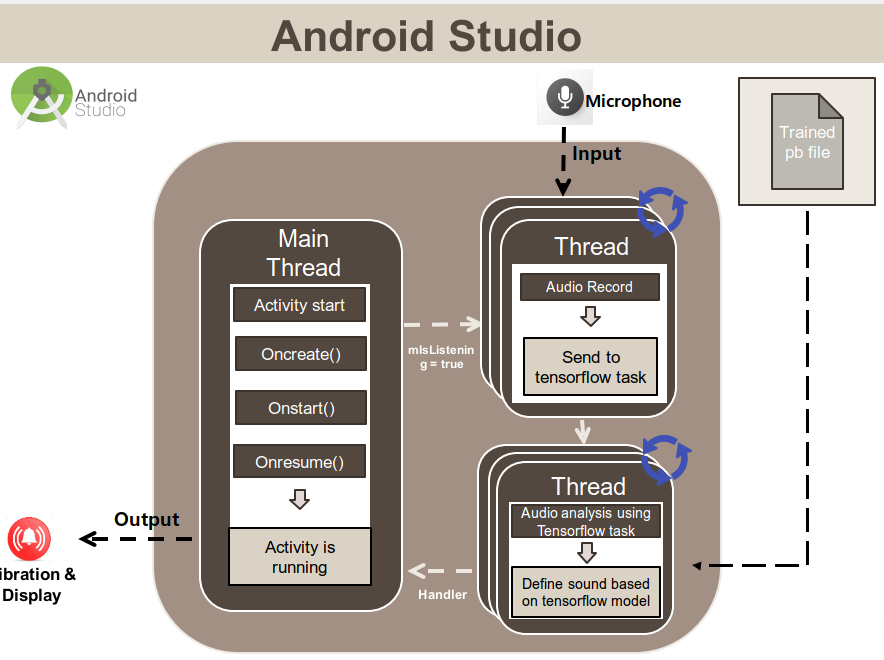 Android Studio
Android
Studio
Microphone
Input
Trained
pb file
Main
Thread
Activity start
Oncreate()
Onstart()
Onresume()
Activity is
running
mIsListenin
g = true
Thread
Audio Record
Send to
tensorflow task
Thread
Audio analysis using
Tensorflow task
Define sound based
on tensorflow model
Handler
Output
ibration &
Display